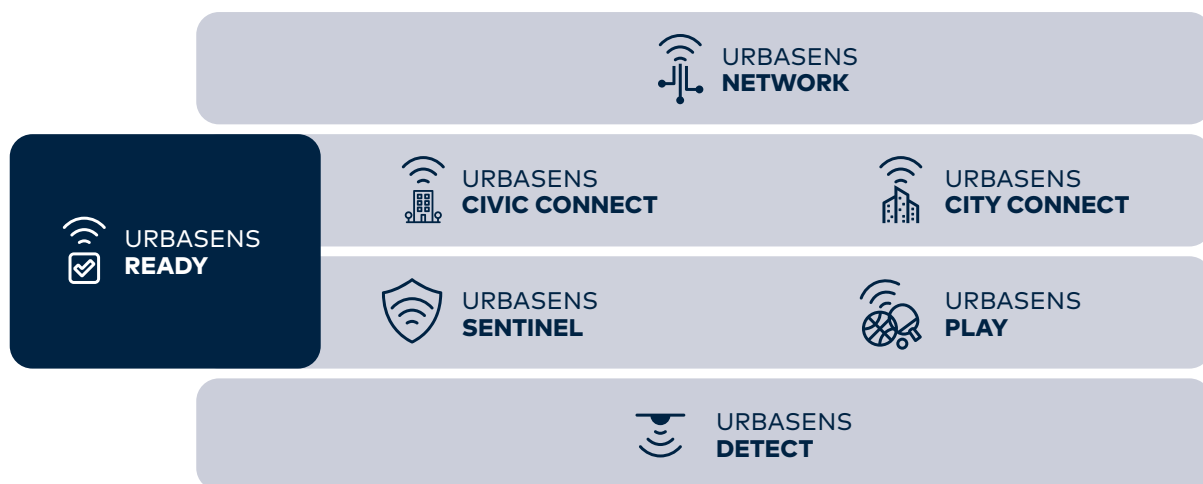 URBASENS
NETWORK
URBASENS
READY
URBASENS
CIVIC CONNECT
URBASENS
CITY CONNECT
URBASENS
SENTINEL
URBASENS
PLAY
URBASENS
DETECT